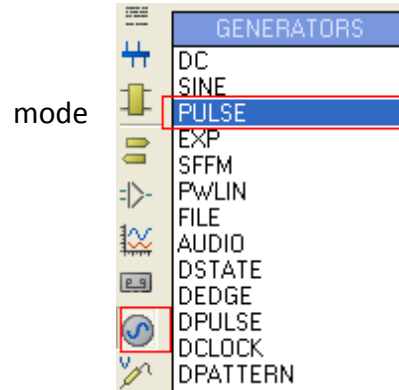 GENERATORS
DC
SINE
mode
PULSE
EXP
SFFM
PWLIN
FILE
AUDIO
DSTATE
DEDGE
DPULSE
DCLOCK
DPATTERN